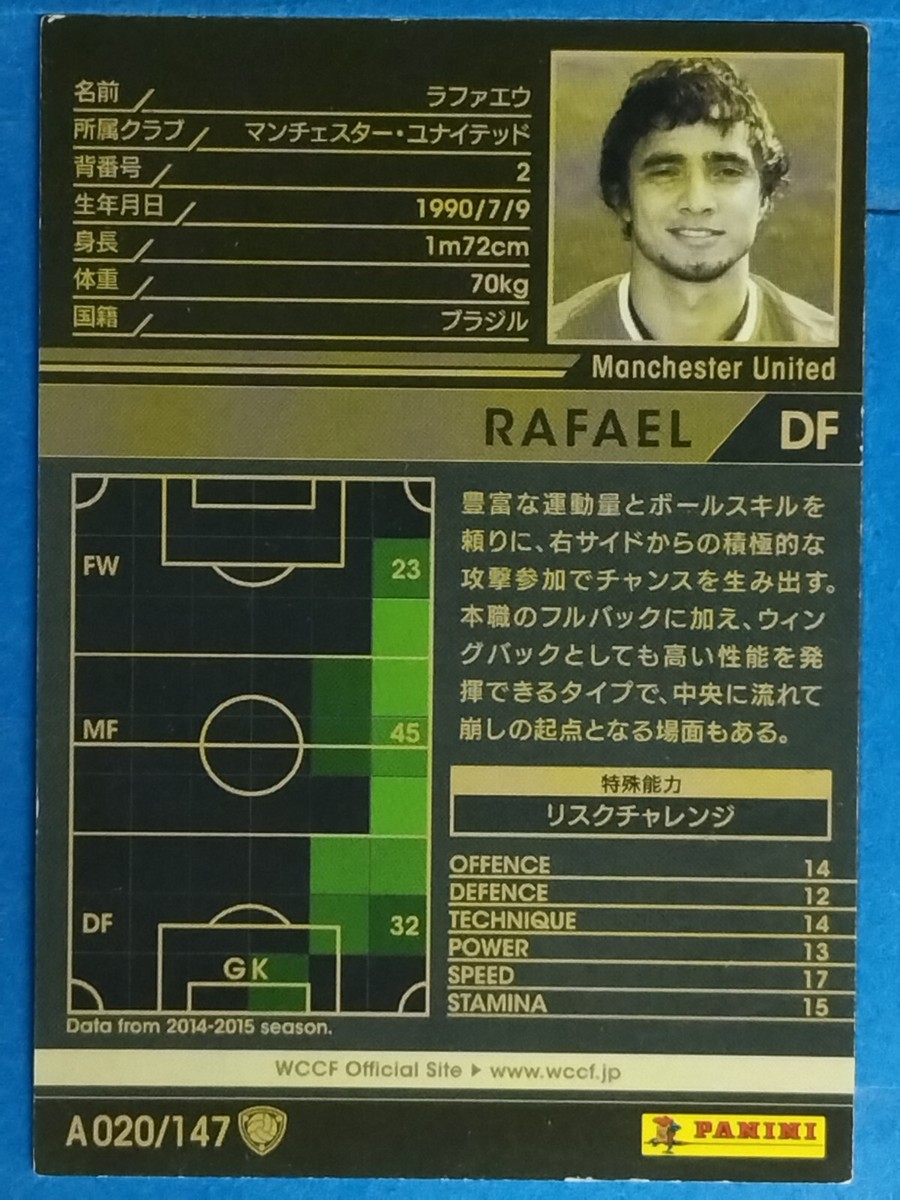 名前 ラファエウ
所属クラブ マンチェスター・ユナイテッド
背番号 2
生年月日 1990/7/9
身長 1m72cm
体重 70kg
国籍 ブラジル
Manchester United
RAFAEL DF
FW 23
MF 45
DF 32
GK
Data from 2014-2015 season.
豊富な運動量とボールスキルを
頼りに、右サイドからの積極的な
攻撃参加でチャンスを生み出す。
本職のフルバックに加え、ウィン
グバックとしても高い性能を発
揮できるタイプで、中央に流れて
崩しの起点となる場面もある。
特殊能力
リスクチャレンジ
OFFENCE 14
DEFENCE 12
TECHNIQUE 14
POWER 13
SPEED 17
STAMINA 15
WCCF Official Site ▶ www.wccf.jp
A020/147
PANINI